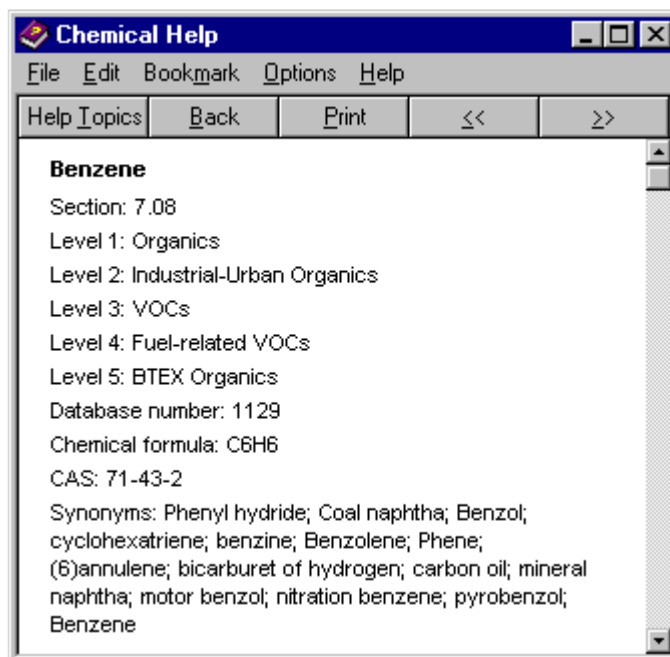 Chemical Help
File Edit Bookmark Options Help
Help Topics Back Print << >>
Benzene
Section: 7.08
Level 1: Organics
Level 2: Industrial-Urban Organics
Level 3: VOCs
Level 4: Fuel-related VOCs
Level 5: BTEX Organics
Database number: 1129
Chemical formula: C6H6
CAS: 71-43-2
Synonyms: Phenyl hydride; Coal naphtha; Benzol;
cyclohexatriene; benzine; Benzolene; Phene;
(6)annulene; bicarburet of hydrogen; carbon oil; mineral
naphtha; motor benzol; nitration benzene; pyrobenzol;
Benzene